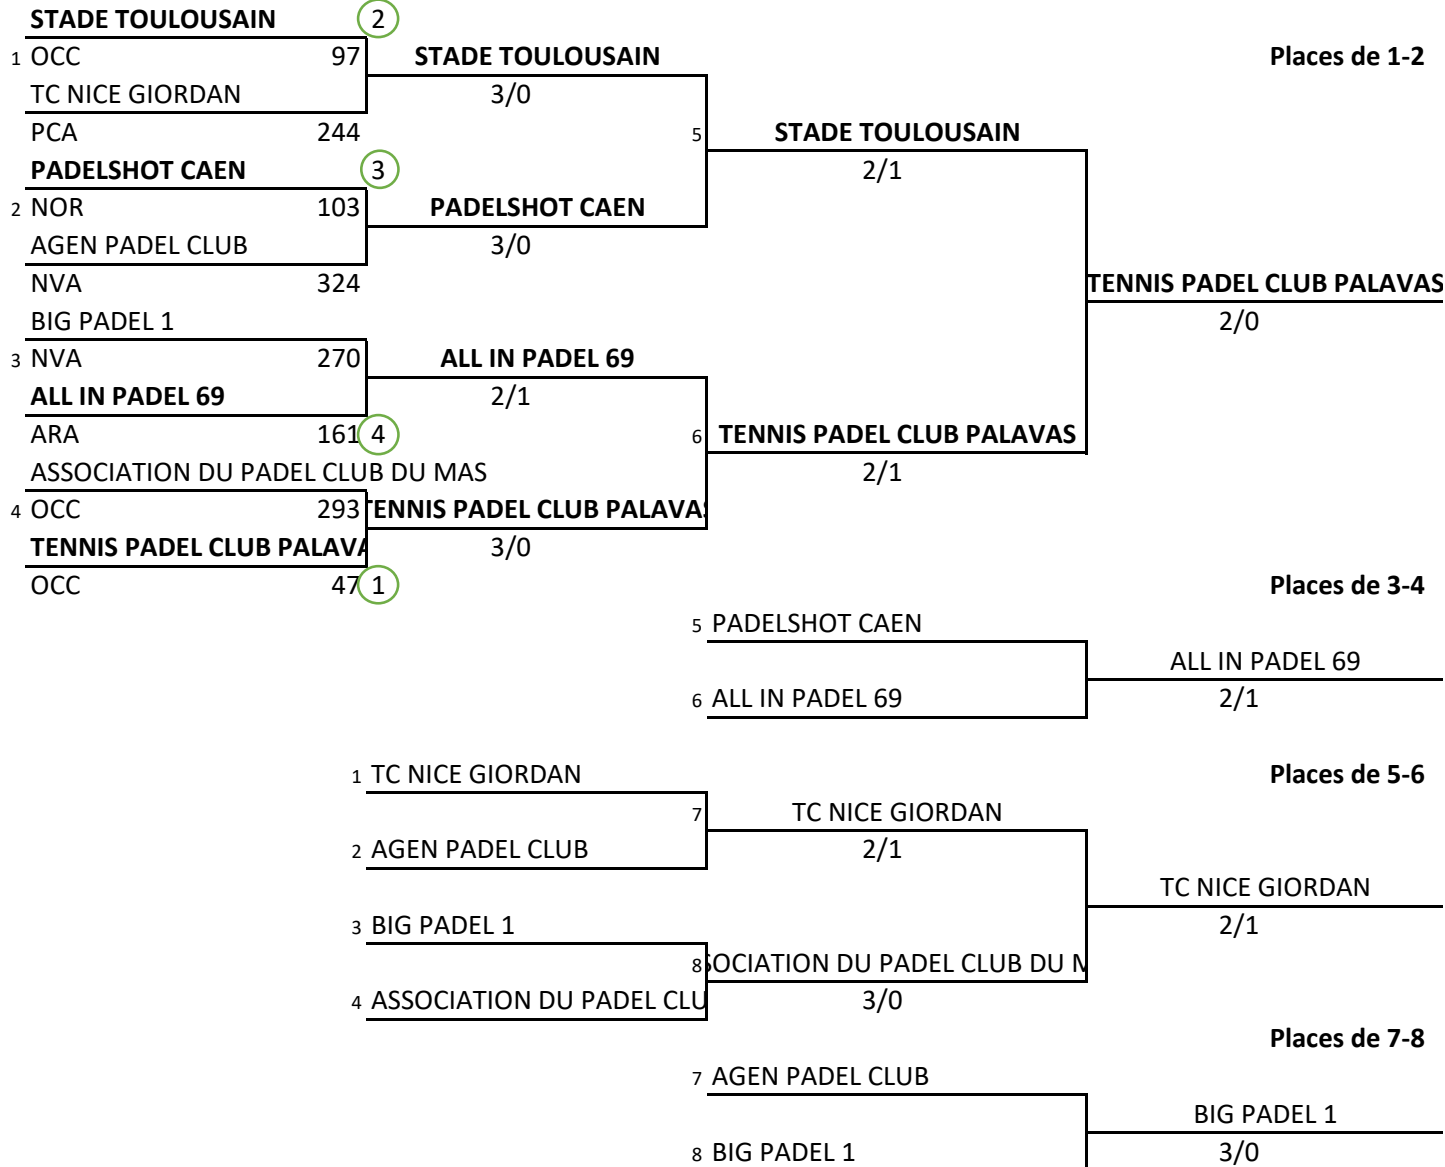 STADE TOULOUSAIN 2
1 OCC 97 STADE TOULOUSAIN Places de 1-2
TC NICE GIORDAN 3/0
PCA 244 5 STADE TOULOUSAIN
PADELSHOT CAEN 3 2/1
2 NOR 103 PADELSHOT CAEN
AGEN PADEL CLUB 3/0
NVA 324 TENNIS PADEL CLUB PALAVAS
BIG PADEL 1 2/0
3 NVA 270 ALL IN PADEL 69
ALL IN PADEL 69 2/1
ARA 161 4 6 TENNIS PADEL CLUB PALAVAS
ASSOCIATION DU PADEL CLUB DU MAS 2/1
4 OCC 293 TENNIS PADEL CLUB PALAVAS
TENNIS PADEL CLUB PALAVA 3/0
OCC 47 1 Places de 3-4
5 PADELSHOT CAEN
ALL IN PADEL 69
6 ALL IN PADEL 69 2/1
1 TC NICE GIORDAN Places de 5-6
7 TC NICE GIORDAN
2 AGEN PADEL CLUB 2/1
TC NICE GIORDAN
3 BIG PADEL 1 2/1
8 SOCIATION DU PADEL CLUB DU M
4 ASSOCIATION DU PADEL CLU 3/0
Places de 7-8
7 AGEN PADEL CLUB
BIG PADEL 1
8 BIG PADEL 1 3/0